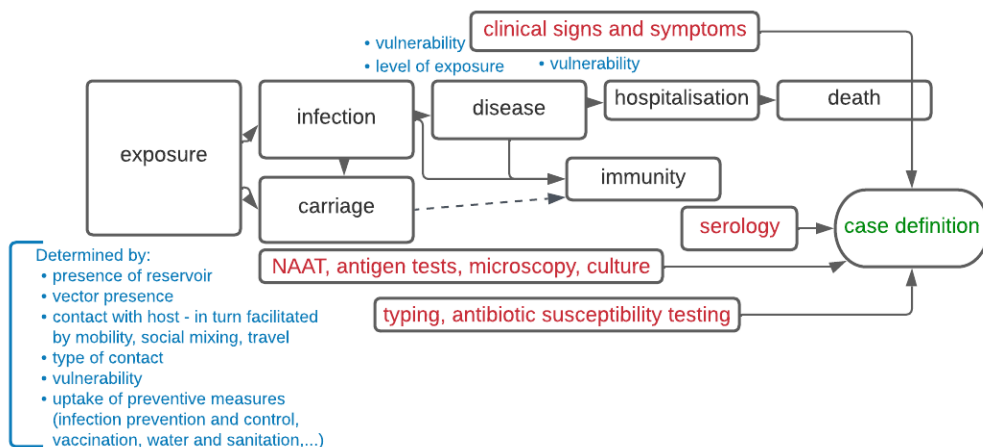 clinical signs and symptoms
• vulnerability
• level of exposure
• vulnerability
exposure
infection
disease
hospitalisation
death
carriage
immunity
serology
case definition
NAAT, antigen tests, microscopy, culture
typing, antibiotic susceptibility testing
Determined by:
• presence of reservoir
• vector presence
• contact with host - in turn facilitated
by mobility, social mixing, travel
• type of contact
• vulnerability
• uptake of preventive measures
(infection prevention and control,
vaccination, water and sanitation,...)